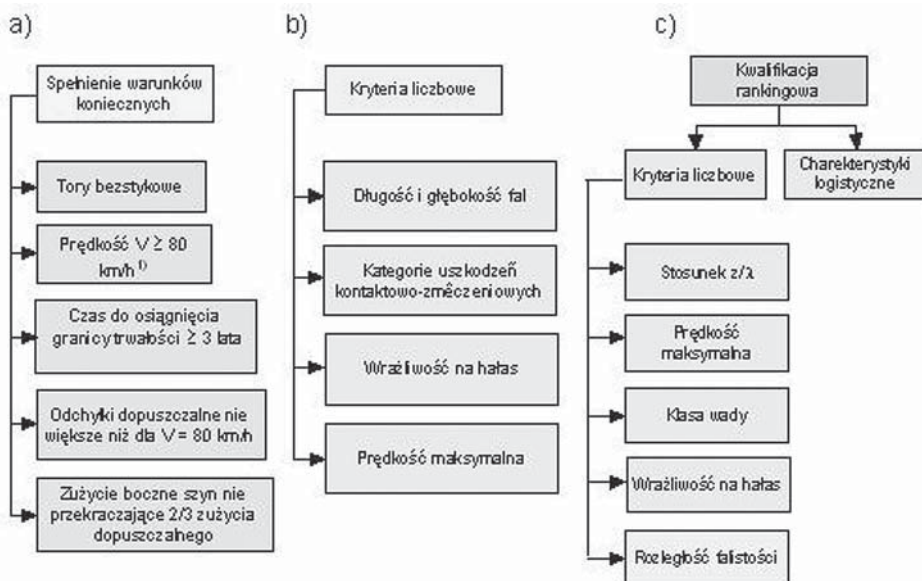 a)
Spełnienie warunków
koniecznych
Tory bezstykowe
Prędkość V ≥ 80
km/h ¹⁾
Czas do osiągnięcia
granicy trwałości ≥ 3 lata
Odchyłki dopuszczalne nie
większe niż dla V = 80 km/h
Zużycie boczne szyn nie
przekraczające 2/3 zużycia
dopuszczalnego
b)
Kryteria liczbowe
Długość i głębokość fal
Kategorie uszkodzeń
kontaktowo-zmêczeniowych
Wrażliwość na hałas
Prędkość maksymalna
c)
Kwalifikacja
rankingowa
Kryteria liczbowe
Charekterystyki
logistyczne
Stosunek z/λ
Prędkość
maksymalna
Klasa wady
Wrażliwość na hałas
Rozległość falistości